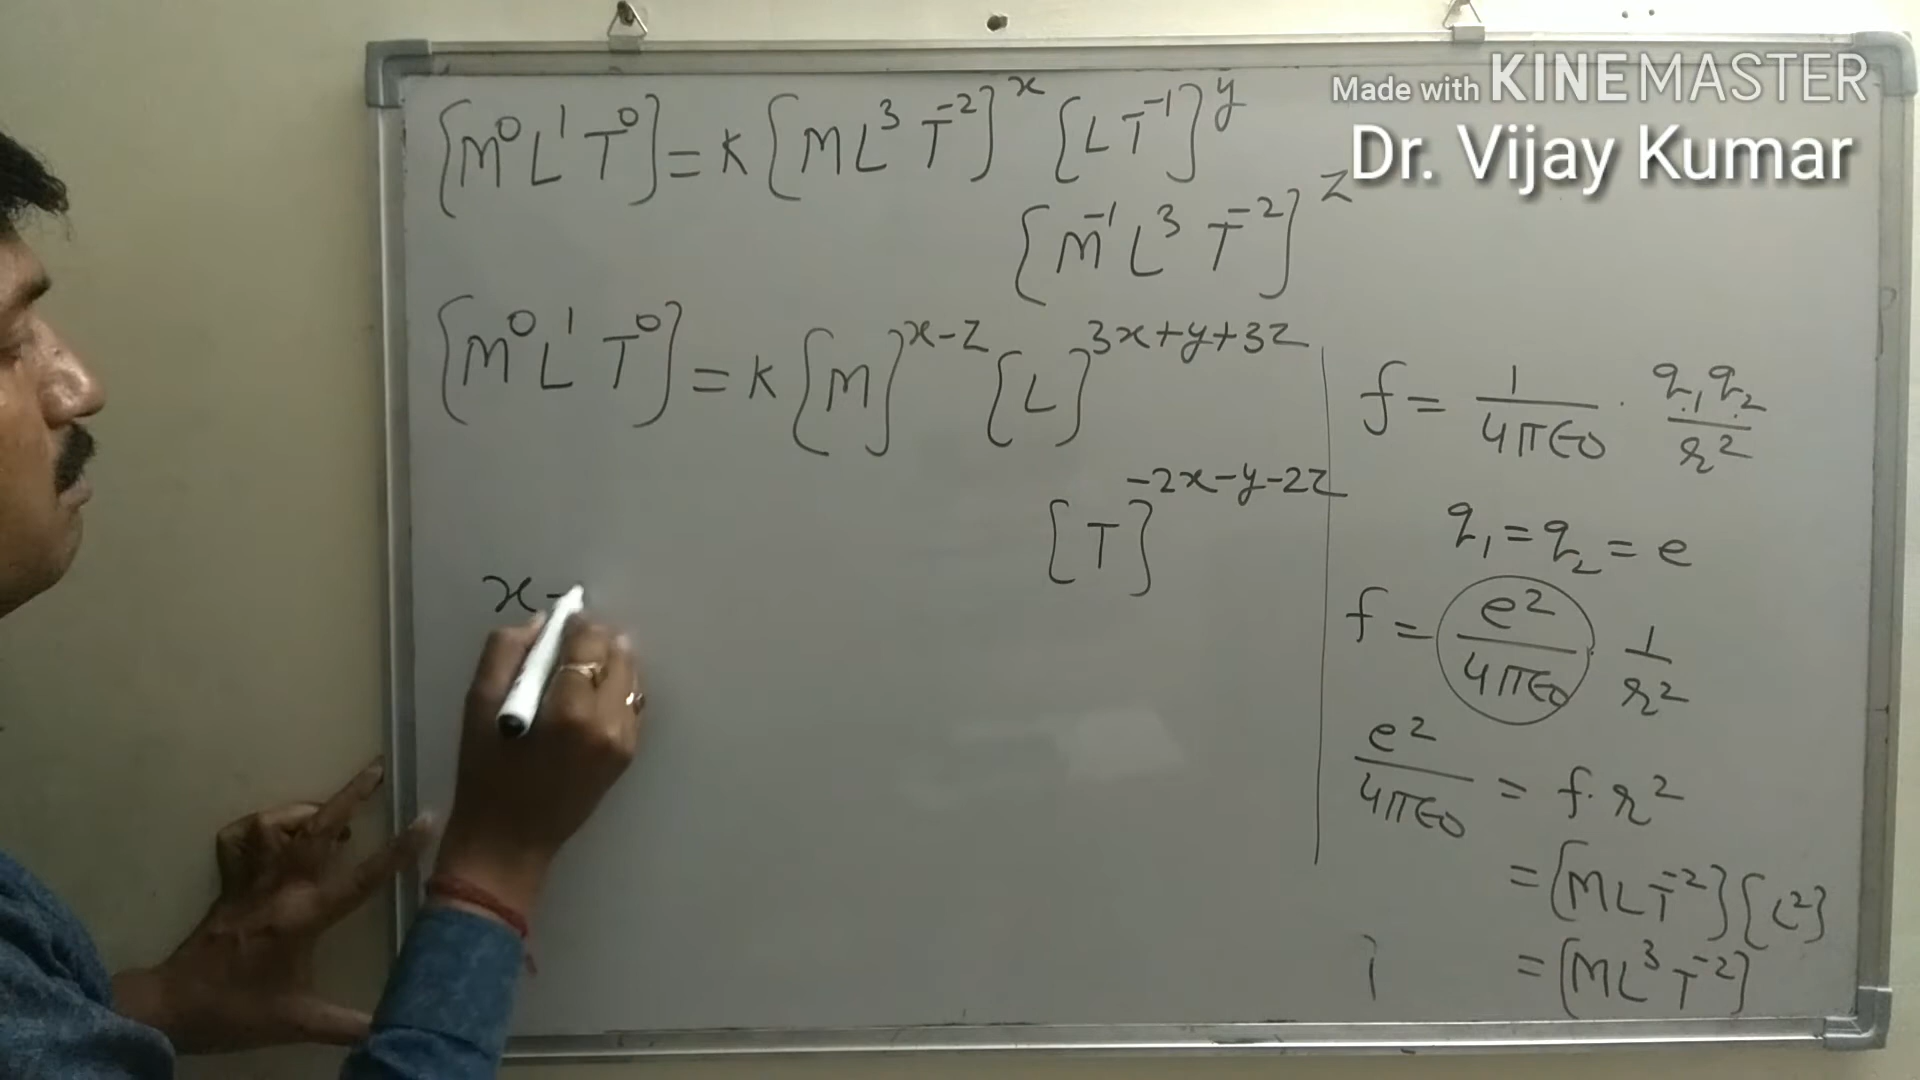 Made with KINEMASTER
Dr. Vijay Kumar
[M⁰L¹T⁰] = K [ML³T⁻²]ˣ [LT⁻¹]ʸ
[M⁻¹L³T⁻²]ᶻ
[M⁰L¹T⁰] = K [M]^x-z [L]^3x+y+3z
[T]^-2x-y-2z
x-
f = 1/4πϵ0 · q₁q₂/r²
q₁ = q₂ = e
f = e²/4πϵ0 · 1/r²
e²/4πϵ0 = f·r²
= [MLT⁻²][L²]
= [ML³T⁻²]